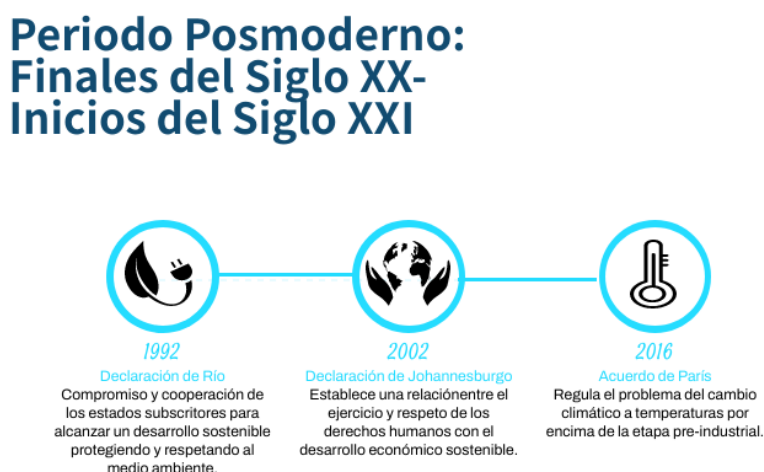 Periodo Posmoderno:
Finales del Siglo XX-
Inicios del Siglo XXI
1992
Declaración de Río
Compromiso y cooperación de
los estados subscritores para
alcanzar un desarrollo sostenible
protegiendo y respetando al
medio ambiente.
2002
Declaración de Johannesburgo
Establece una relaciónentre el
ejercicio y respeto de los
derechos humanos con el
desarrollo económico sostenible.
2016
Acuerdo de París
Regula el problema del cambio
climático a temperaturas por
encima de la etapa pre-industrial.